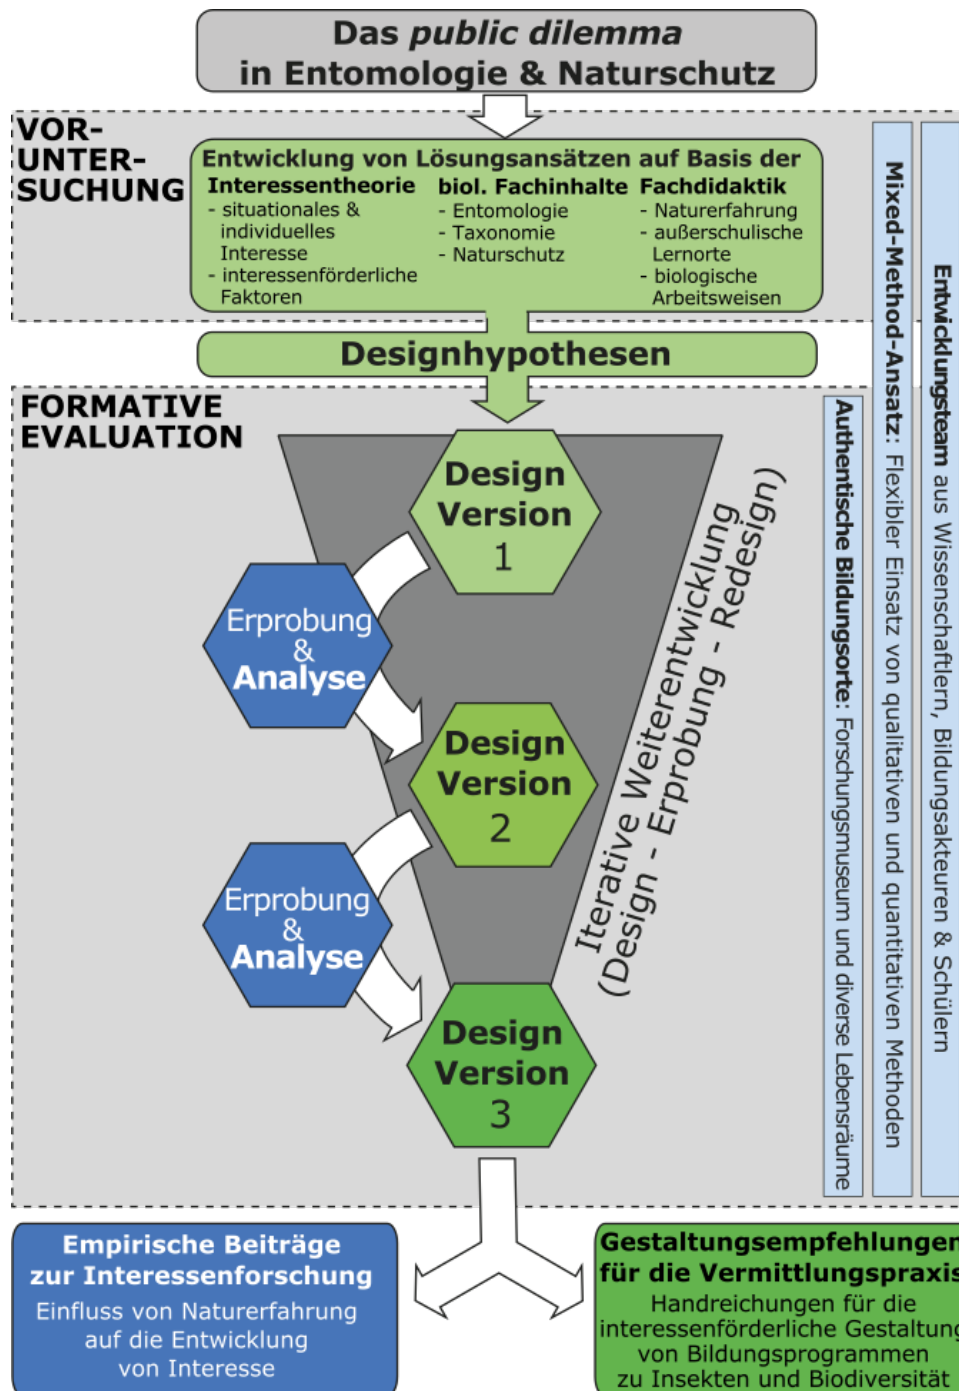 Das public dilemma
in Entomologie & Naturschutz
VOR-
UNTER-
SUCHUNG
Entwicklung von Lösungsansätzen auf Basis der
Interessentheorie
- situationales &
individuelles
Interesse
- interessenförderliche
Faktoren
biol. Fachinhalte
- Entomologie
- Taxonomie
- Naturschutz
Fachdidaktik
- Naturerfahrung
- außerschulische
Lernorte
- biologische
Arbeitsweisen
Designhypothesen
FORMATIVE
EVALUATION
Design
Version
1
Erprobung
&
Analyse
Design
Version
2
Erprobung
&
Analyse
Design
Version
3
Iterative Weiterentwicklung
(Design - Erprobung - Redesign)
Authentische Bildungsorte: Forschungsmuseum und diverse Lebensräume
Mixed-Method-Ansatz: Flexibler Einsatz von qualitativen und quantitativen Methoden
Entwicklungsteam aus Wissenschaftlern, Bildungsakteuren & Schülern
Empirische Beiträge
zur Interessenforschung
Einfluss von Naturerfahrung
auf die Entwicklung
von Interesse
Gestaltungsempfehlungen
für die Vermittlungspraxis
Handreichungen für die
interessenförderliche Gestaltung
von Bildungsprogrammen
zu Insekten und Biodiversität